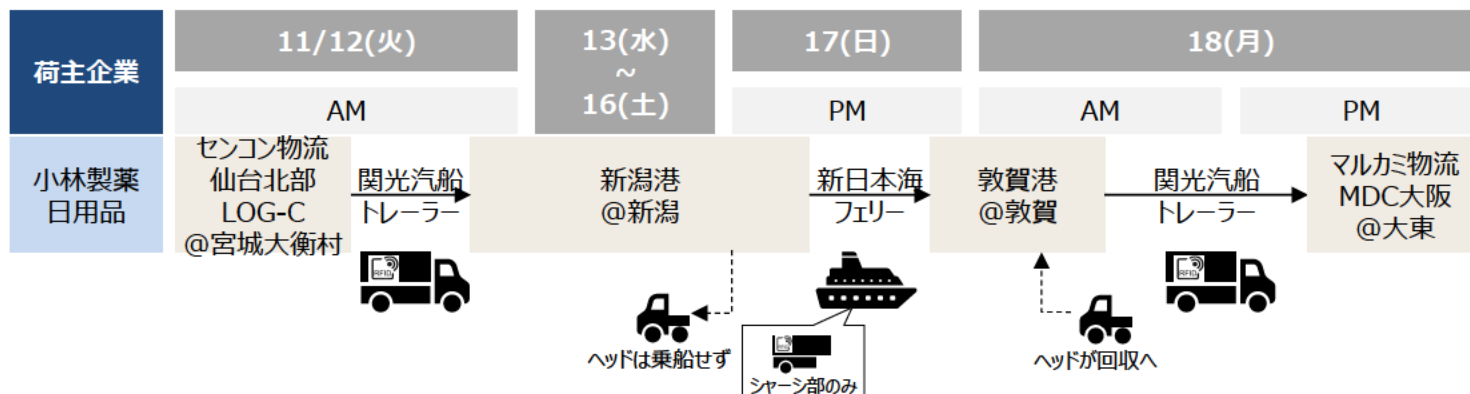 荷主企業
11/12(火)
13(水)
~
16(土)
17(日)
18(月)
AM
PM
AM
PM
小林製薬
日用品
センコン物流
仙台北部
LOG-C
@宮城大衡村
関光汽船
トレーラー
新潟港
@新潟
新日本海
フェリー
敦賀港
@敦賀
関光汽船
トレーラー
マルカミ物流
MDC大阪
@大東
RFID
RFID
ヘッドは乗船せず
RFID
シャーシ部のみ
ヘッドが回収へ